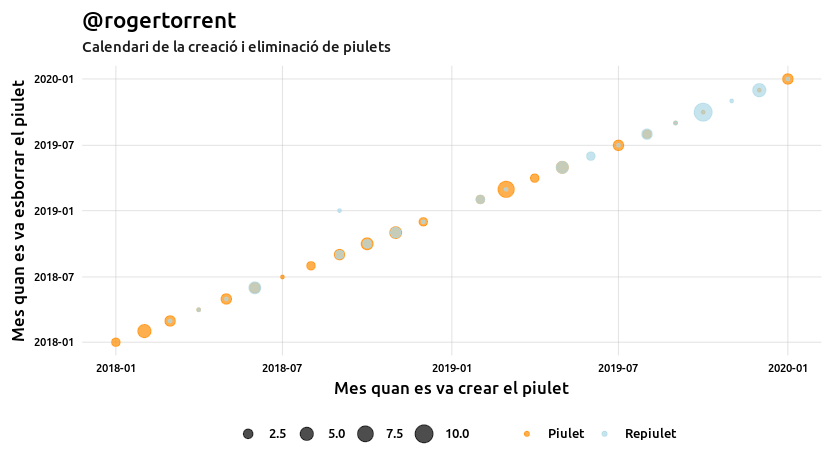 @rogertorrent
Calendari de la creació i eliminació de piulets
Mes quan es va esborrar el piulet
2020-01
2019-07
2019-01
2018-07
2018-01
2018-01 2018-07 2019-01 2019-07 2020-01
Mes quan es va crear el piulet
2.5 5.0 7.5 10.0 Piulet Repiulet